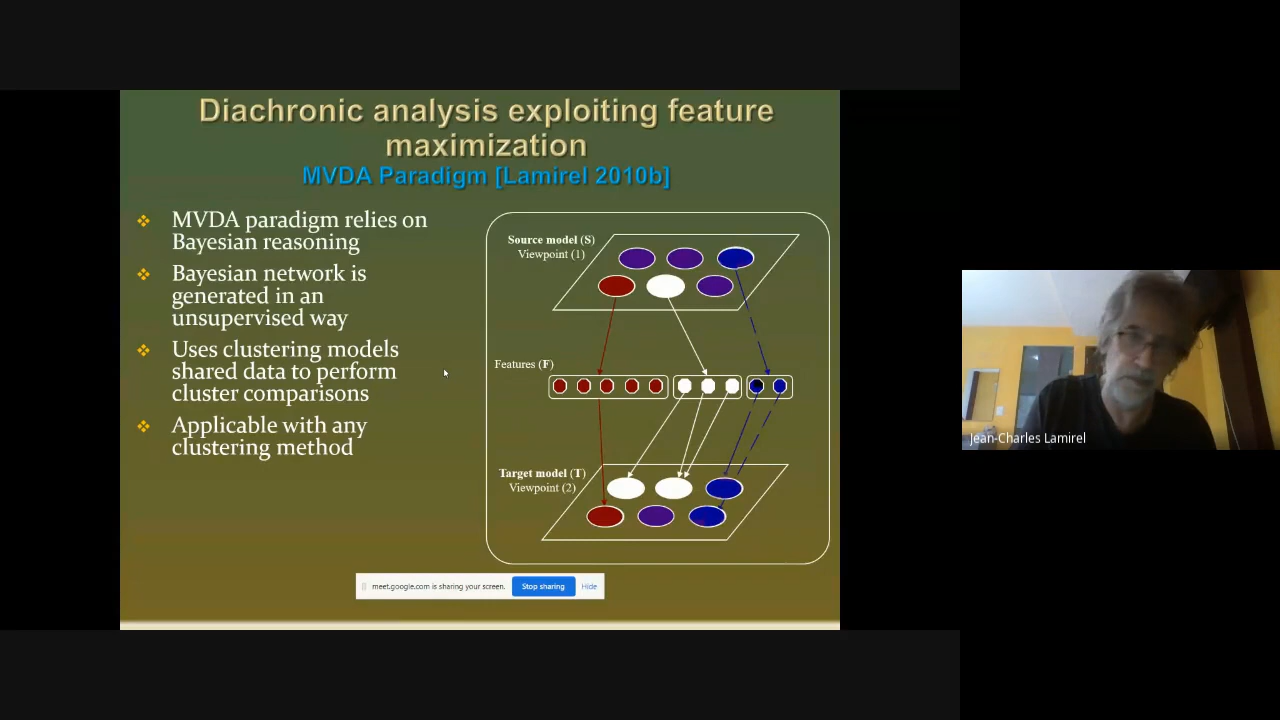 Diachronic analysis exploiting feature
maximization
MVDA Paradigm [Lamirel 2010b]
❖ MVDA paradigm relies on
Bayesian reasoning
❖ Bayesian network is
generated in an
unsupervised way
❖ Uses clustering models
shared data to perform
cluster comparisons
❖ Applicable with any
clustering method
Source model (S)
Viewpoint (1)
Features (F)
Target model (T)
Viewpoint (2)
meet.google.com is sharing your screen. Stop sharing Hide
Jean-Charles Lamirel